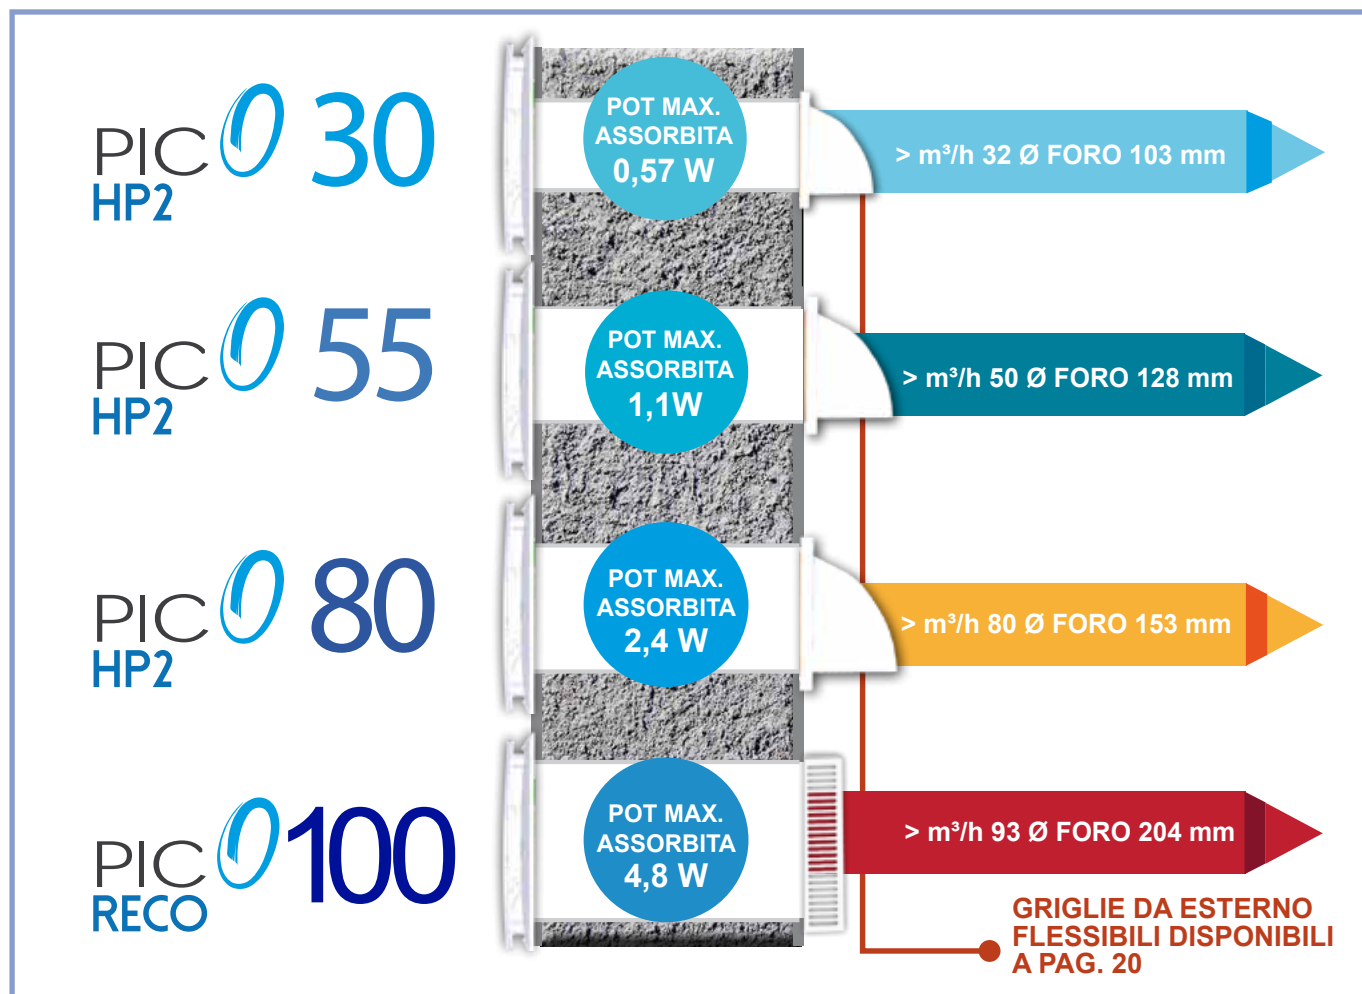 PICO 30
HP2
POT MAX.
ASSORBITA
0,57 W
> m³/h 32 Ø FORO 103 mm
PICO 55
HP2
POT MAX.
ASSORBITA
1,1W
> m³/h 50 Ø FORO 128 mm
PICO 80
HP2
POT MAX.
ASSORBITA
2,4 W
> m³/h 80 Ø FORO 153 mm
PICO 100
RECO
POT MAX.
ASSORBITA
4,8 W
> m³/h 93 Ø FORO 204 mm
GRIGLIE DA ESTERNO
FLESSIBILI DISPONIBILI
A PAG. 20